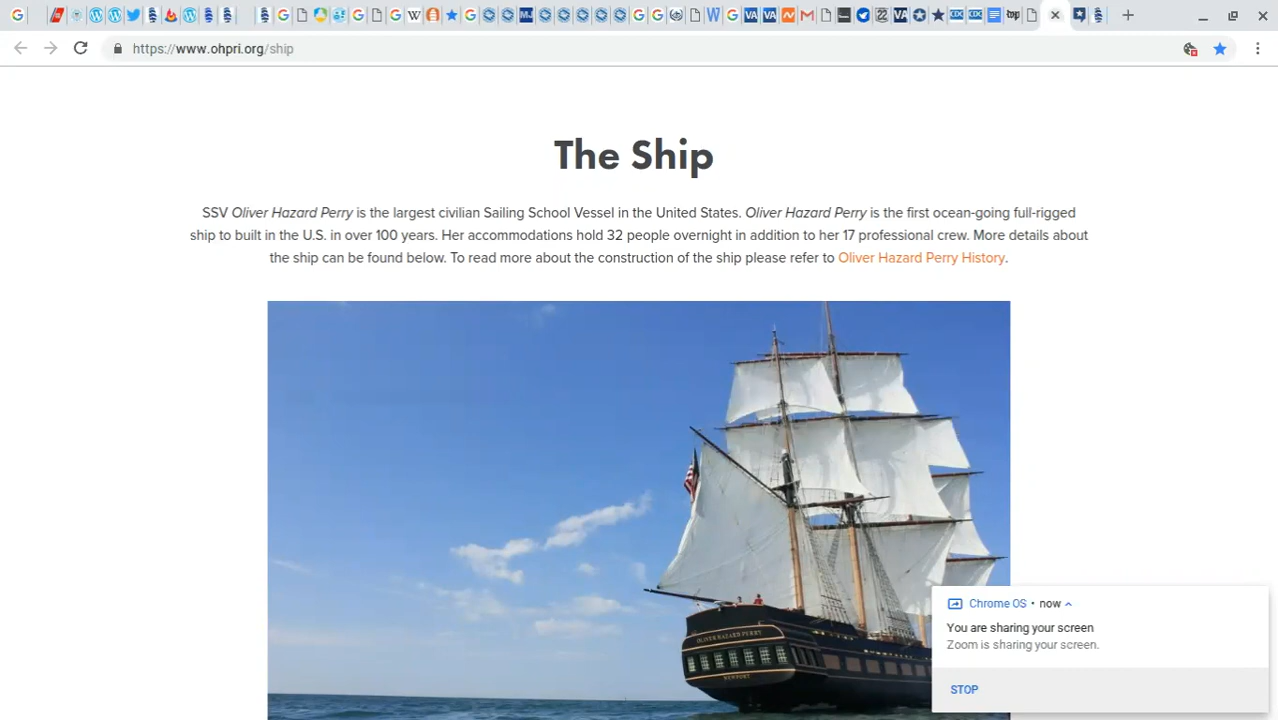 https://www.ohpri.org/ship
The Ship
SSV Oliver Hazard Perry is the largest civilian Sailing School Vessel in the United States. Oliver Hazard Perry is the first ocean-going full-rigged
ship to built in the U.S. in over 100 years. Her accommodations hold 32 people overnight in addition to her 17 professional crew. More details about
the ship can be found below. To read more about the construction of the ship please refer to Oliver Hazard Perry History.
OLIVER HAZARD PERRY
NEWPORT
Chrome OS • now
You are sharing your screen
Zoom is sharing your screen.
STOP